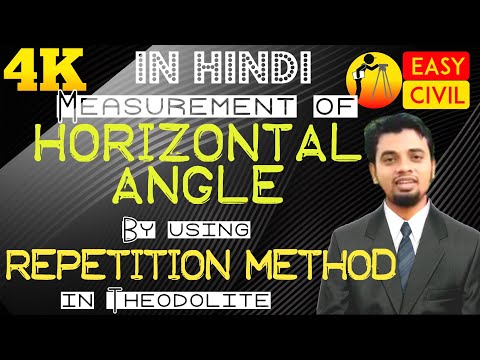 4K
IN HINDI
EASY
CIVIL
MEASUREMENT OF
HORIZONTAL
ANGLE
BY USING
REPETITION METHOD
IN THEODOLITE